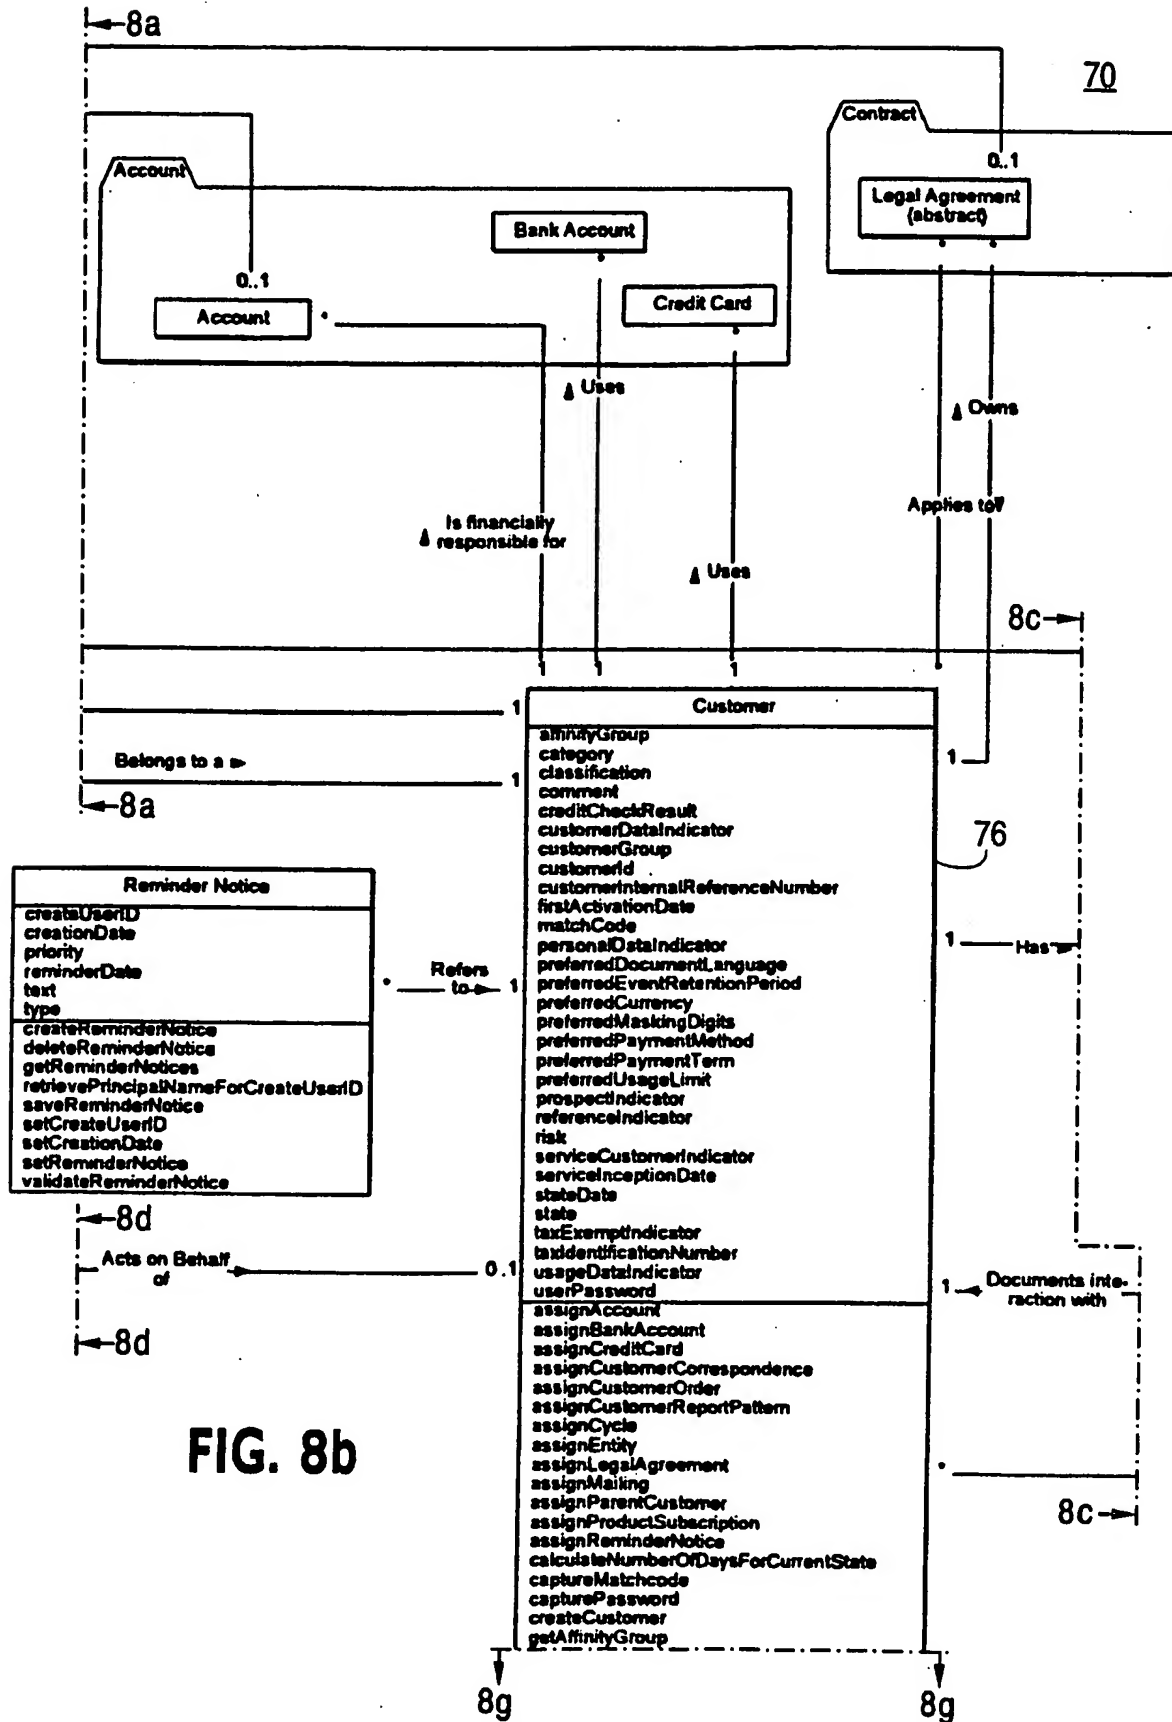 8a
70
Contract
0..1
Legal Agreement
(abstract)
*
*
Account
Bank Account
*
0..1
Account
*
Credit Card
*
Uses
Owns
Applies to
Is financially
responsible for
Uses
8c
1
1
1
*
1
Customer
affinityGroup
category
classification
comment
creditCheckResult
customerDataIndicator
customerGroup
customerId
customerInternalReferenceNumber
firstActivationDate
matchCode
personalDataIndicator
preferredDocumentLanguage
preferredEventRetentionPeriod
preferredCurrency
preferredMaskingDigits
preferredPaymentMethod
preferredPaymentTerm
preferredUsageLimit
prospectIndicator
referenceIndicator
risk
serviceCustomerIndicator
serviceInceptionDate
stateDate
state
taxExemptIndicator
taxIdentificationNumber
usageDataIndicator
userPassword
assignAccount
assignBankAccount
assignCreditCard
assignCustomerCorrespondence
assignCustomerOrder
assignCustomerReportPattern
assignCycle
assignEntity
assignLegalAgreement
assignMailing
assignParentCustomer
assignProductSubscription
assignReminderNotice
calculateNumberOfDaysForCurrentState
captureMatchcode
capturePassword
createCustomer
getAffinityGroup
Belongs to a
1
1
8a
76
1
Has
Reminder Notice
createUserID
creationDate
priority
reminderDate
text
type
createReminderNotice
deleteReminderNotice
getReminderNotices
retrievePrincipalNameForCreateUserID
saveReminderNotice
setCreateUserID
setCreationDate
setReminderNotice
validateReminderNotice
*
Refers
to
1
8d
Acts on Behalf
of
0.1
8d
1
Documents inte-
raction with
*
8c
FIG. 8b
8g
8g